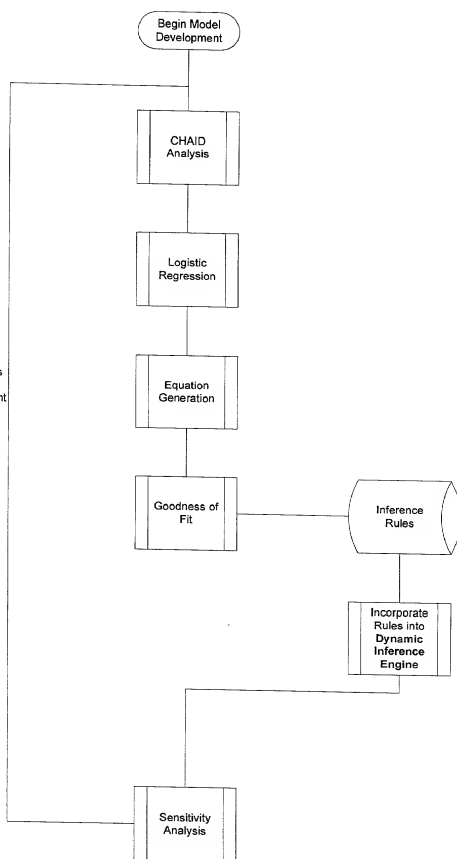 Begin Model
Development
CHAID
Analysis
Logistic
Regression
Equation
Generation
Goodness of
Fit
Inference
Rules
Incorporate
Rules into
Dynamic
Inference
Engine
Sensitivity
Analysis